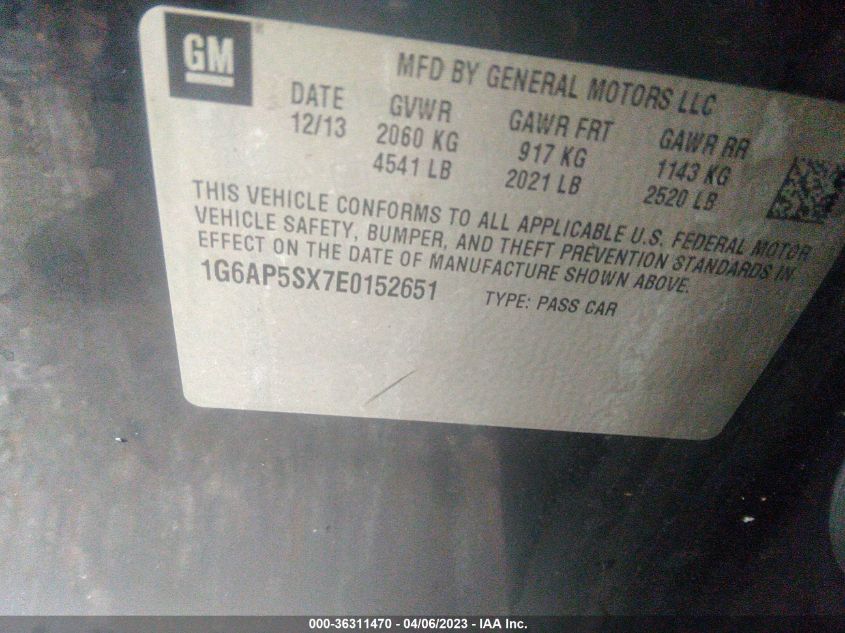 GM
MFD BY GENERAL MOTORS LLC
DATE GVWR GAWR FRT GAWR RR
12/13 2060 KG 917 KG 1143 KG
4541 LB 2021 LB 2520 LB
THIS VEHICLE CONFORMS TO ALL APPLICABLE U.S. FEDERAL MOTOR
VEHICLE SAFETY, BUMPER, AND THEFT PREVENTION STANDARDS IN
EFFECT ON THE DATE OF MANUFACTURE SHOWN ABOVE.
1G6AP5SX7E0152651 TYPE: PASS CAR
000-36311470 - 04/06/2023 - IAA Inc.